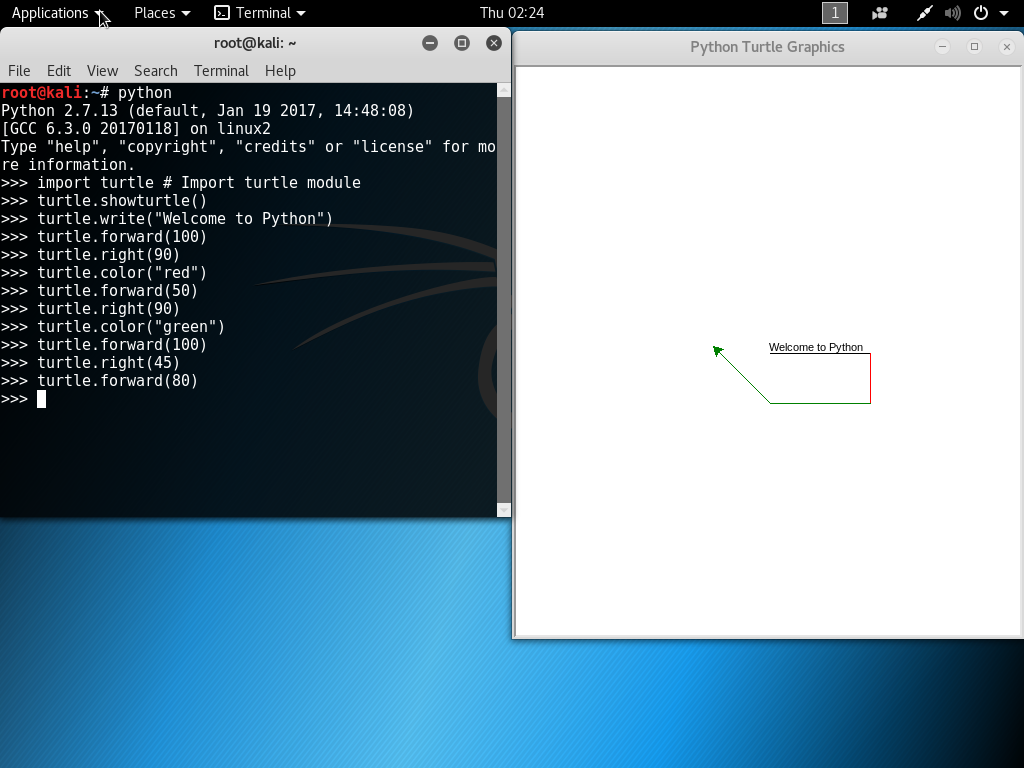 Applications Places Terminal Thu 02:24 1
root@kali: ~
File Edit View Search Terminal Help
root@kali:~# python
Python 2.7.13 (default, Jan 19 2017, 14:48:08)
[GCC 6.3.0 20170118] on linux2
Type "help", "copyright", "credits" or "license" for mo
re information.
>>> import turtle # Import turtle module
>>> turtle.showturtle()
>>> turtle.write("Welcome to Python")
>>> turtle.forward(100)
>>> turtle.right(90)
>>> turtle.color("red")
>>> turtle.forward(50)
>>> turtle.right(90)
>>> turtle.color("green")
>>> turtle.forward(100)
>>> turtle.right(45)
>>> turtle.forward(80)
>>>
Python Turtle Graphics
Welcome to Python